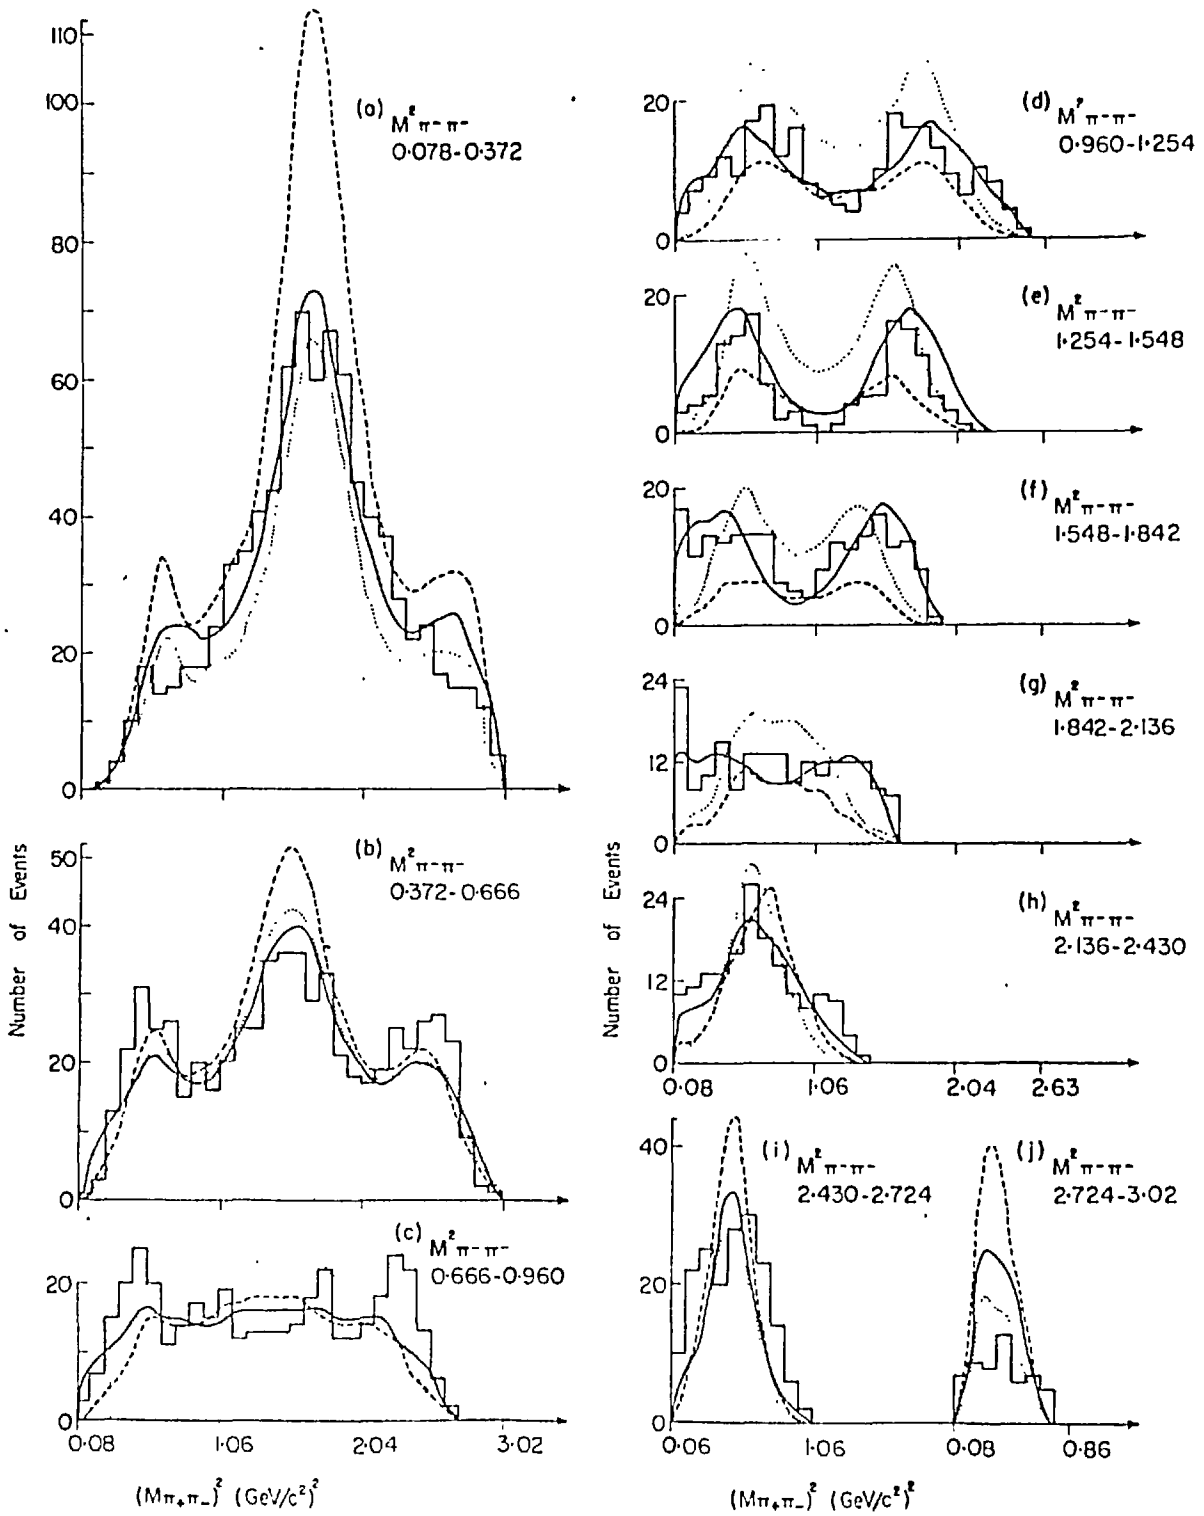 110
100
80
60
40
20
0
(a) M² π-π-
0·078-0·372
Number of Events
50
40
20
0
(b) M² π-π-
0·372-0·666
20
0
(c) M² π-π-
0·666-0·960
0·08 1·06 2·04 3·02
(Mπ+π-)² (GeV/c²)²
20
0
(d) M² π-π-
0·960-1·254
20
0
(e) M² π-π-
1·254-1·548
20
0
(f) M² π-π-
1·548-1·842
24
12
0
(g) M² π-π-
1·842-2·136
Number of Events
24
12
0
(h) M² π-π-
2·136-2·430
0·08 1·06 2·04 2·63
40
20
0
(i) M² π-π-
2·430-2·724
(j) M² π-π-
2·724-3·02
0·06 1·06 0·08 0·86
(Mπ+π-)² (GeV/c²)²